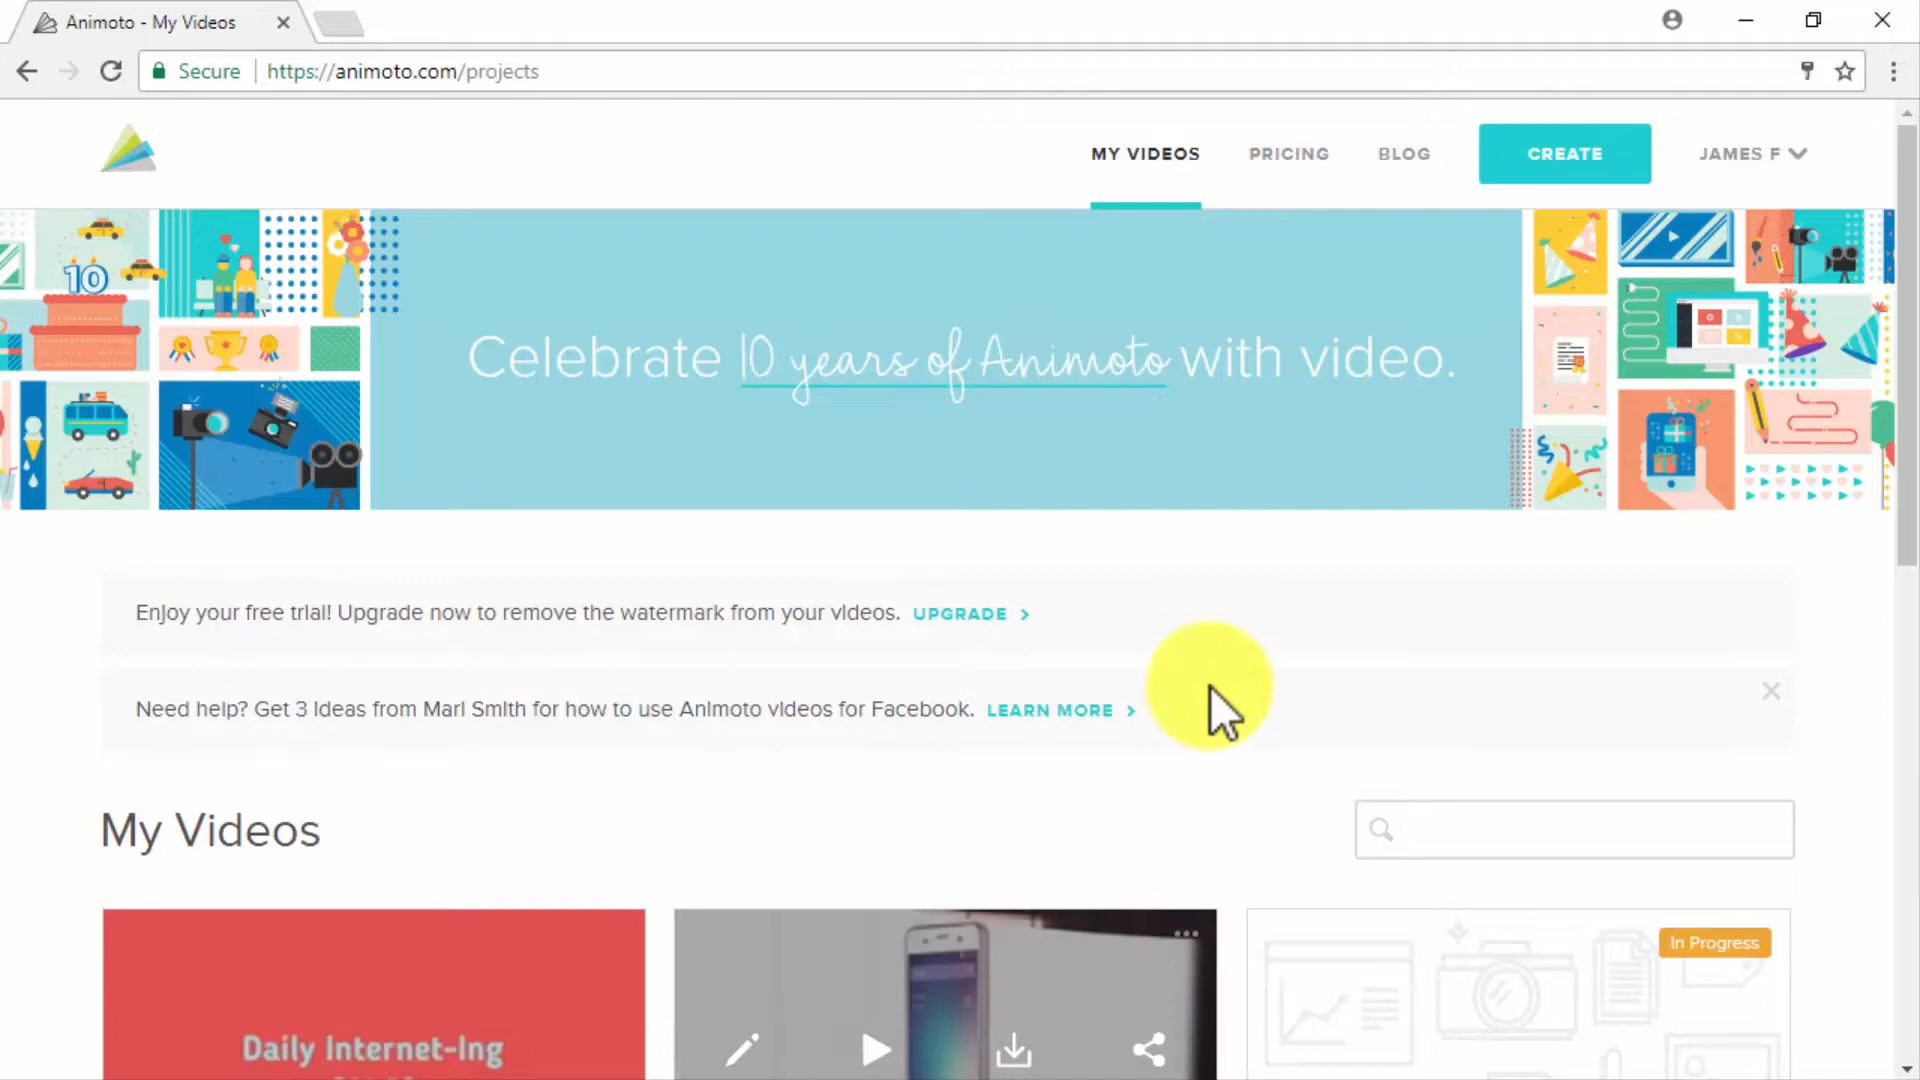 Animoto - My Videos
Secure https://animoto.com/projects
MY VIDEOS PRICING BLOG CREATE JAMES F
10
Celebrate 10 years of Animoto with video.
Enjoy your free trial! Upgrade now to remove the watermark from your videos. UPGRADE >
Need help? Get 3 ideas from Mari Smith for how to use Animoto videos for Facebook. LEARN MORE >
My Videos
In Progress
Daily Internet-Ing